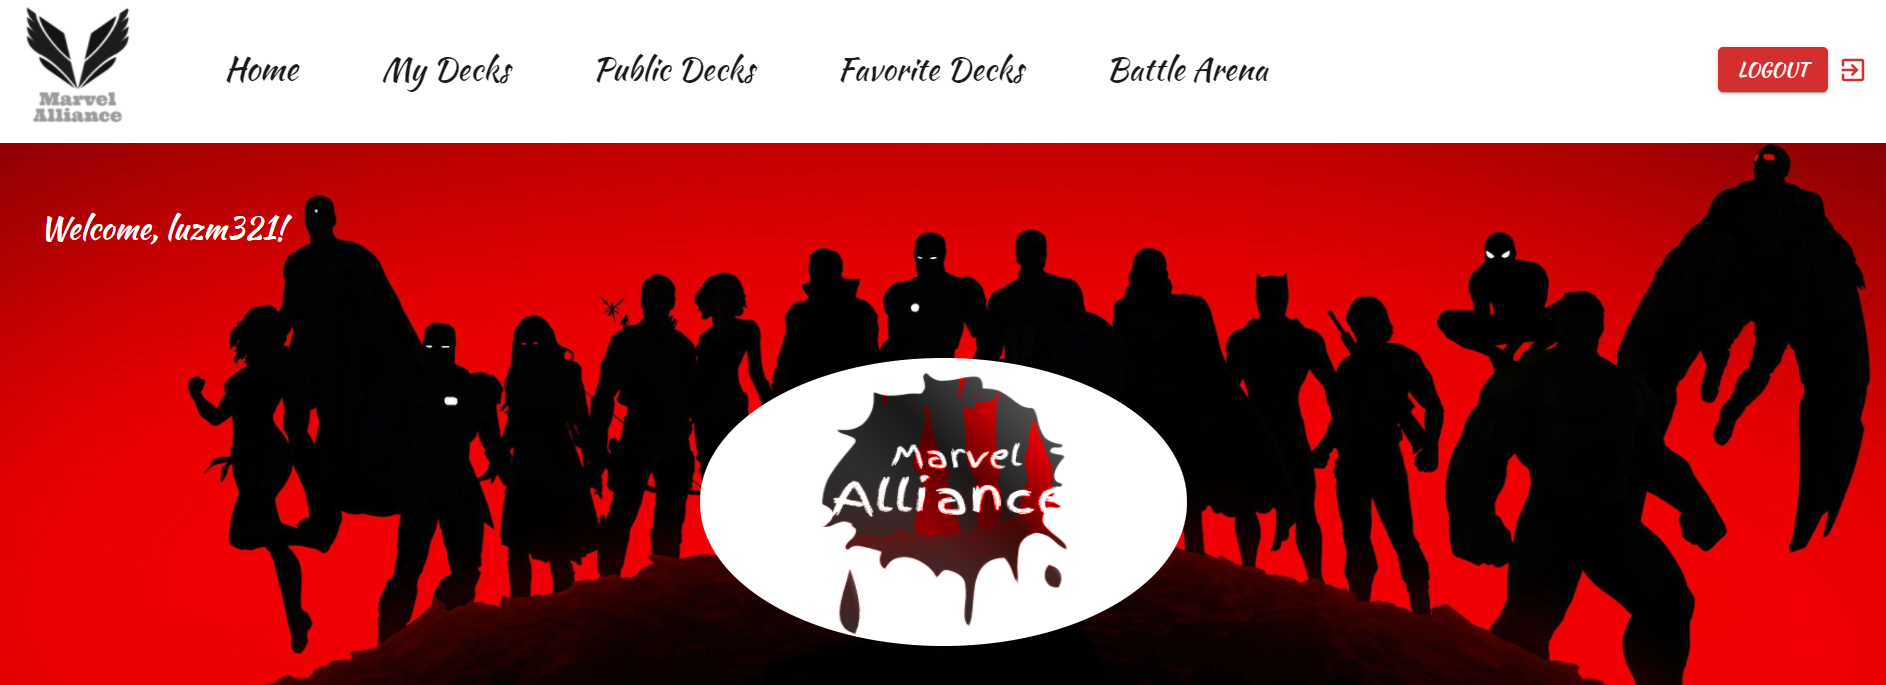 Marvel
Alliance
Home
My Decks
Public Decks
Favorite Decks
Battle Arena
LOGOUT
Welcome, luzm321!
Marvel
Alliance